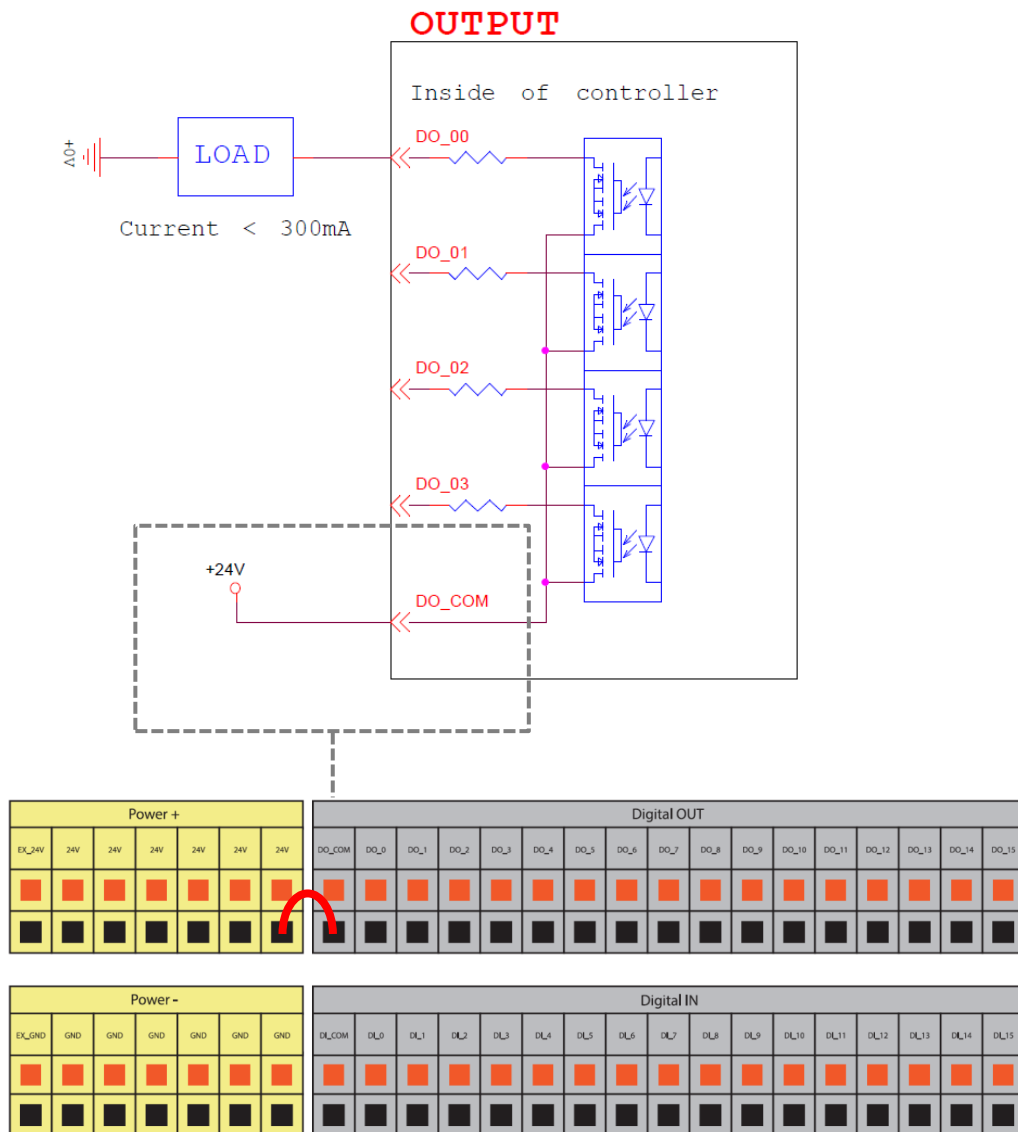 OUTPUT
Inside of controller
DO_00
+0V
LOAD
Current < 300mA
DO_01
DO_02
DO_03
+24V
DO_COM
Power +
Digital OUT
EX_24V 24V 24V 24V 24V 24V 24V DO_COM DO_0 DO_1 DO_2 DO_3 DO_4 DO_5 DO_6 DO_7 DO_8 DO_9 DO_10 DO_11 DO_12 DO_13 DO_14 DO_15
Power -
Digital IN
EX_GND GND GND GND GND GND GND DI_COM DI_0 DI_1 DI_2 DI_3 DI_4 DI_5 DI_6 DI_7 DI_8 DI_9 DI_10 DI_11 DI_12 DI_13 DI_14 DI_15